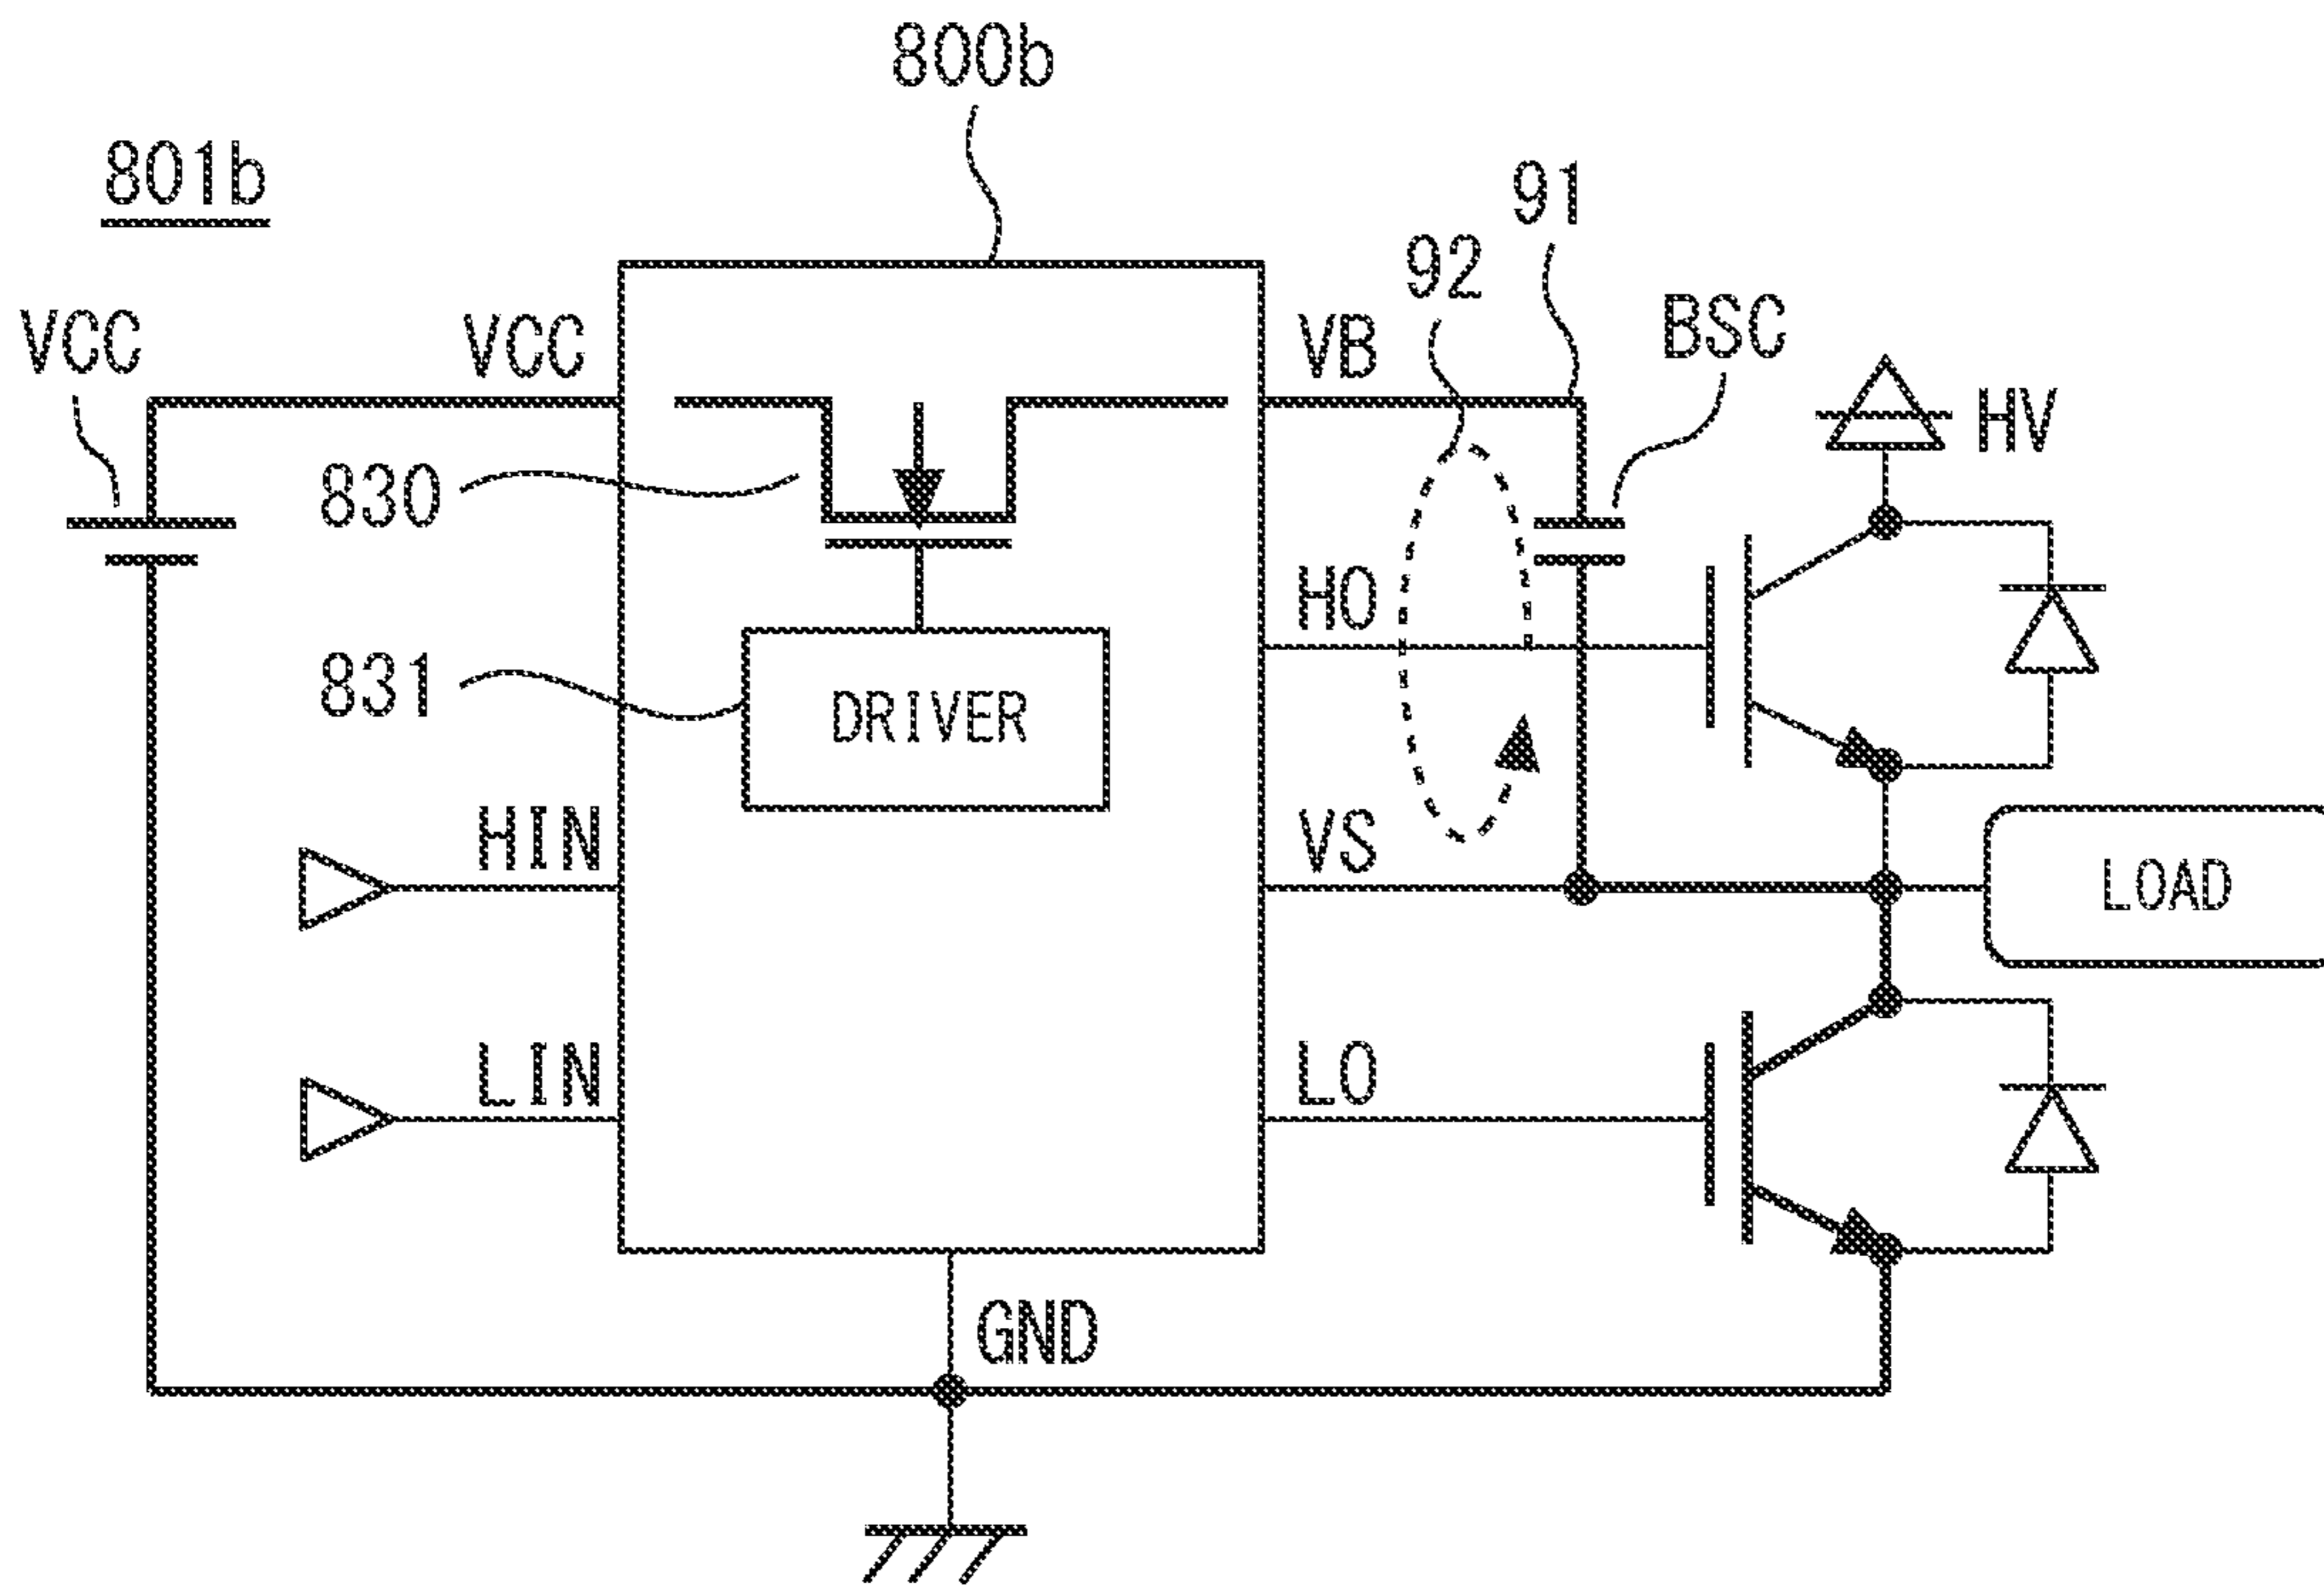 800b
801b
91
92
VCC
VCC
VB
BSC
HV
830
HO
831
DRIVER
HIN
VS
LOAD
LIN
LO
GND